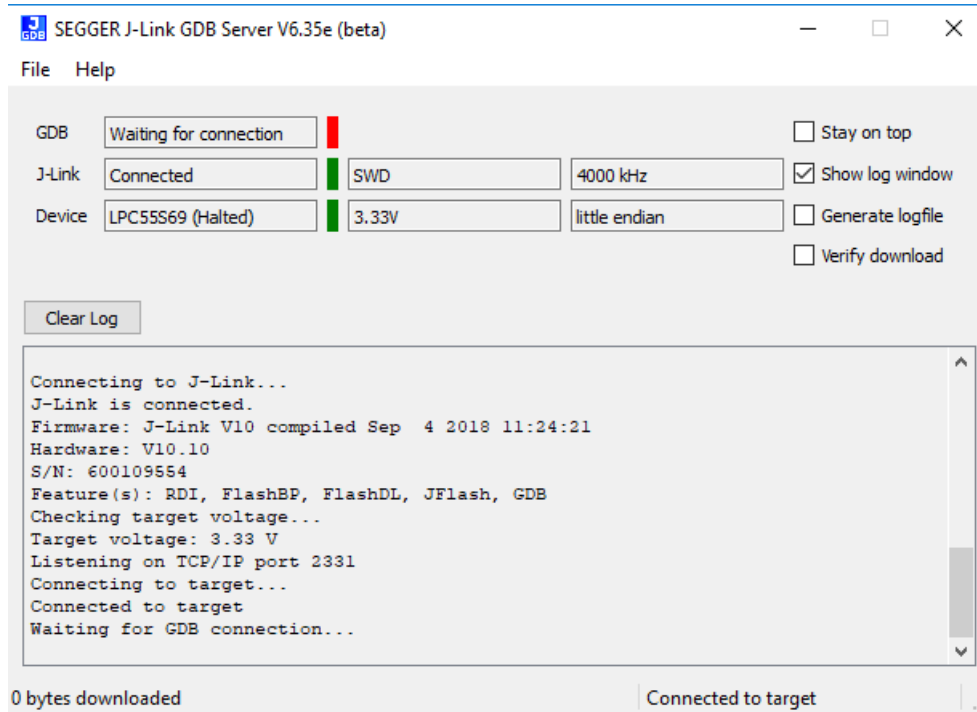 J
GDB
SEGGER J-Link GDB Server V6.35e (beta)
File Help
GDB Waiting for connection Stay on top
J-Link Connected SWD 4000 kHz Show log window
Device LPC55S69 (Halted) 3.33V little endian Generate logfile
Verify download
Clear Log
Connecting to J-Link...
J-Link is connected.
Firmware: J-Link V10 compiled Sep  4 2018 11:24:21
Hardware: V10.10
S/N: 600109554
Feature(s): RDI, FlashBP, FlashDL, JFlash, GDB
Checking target voltage...
Target voltage: 3.33 V
Listening on TCP/IP port 2331
Connecting to target...
Connected to target
Waiting for GDB connection...
0 bytes downloaded Connected to target